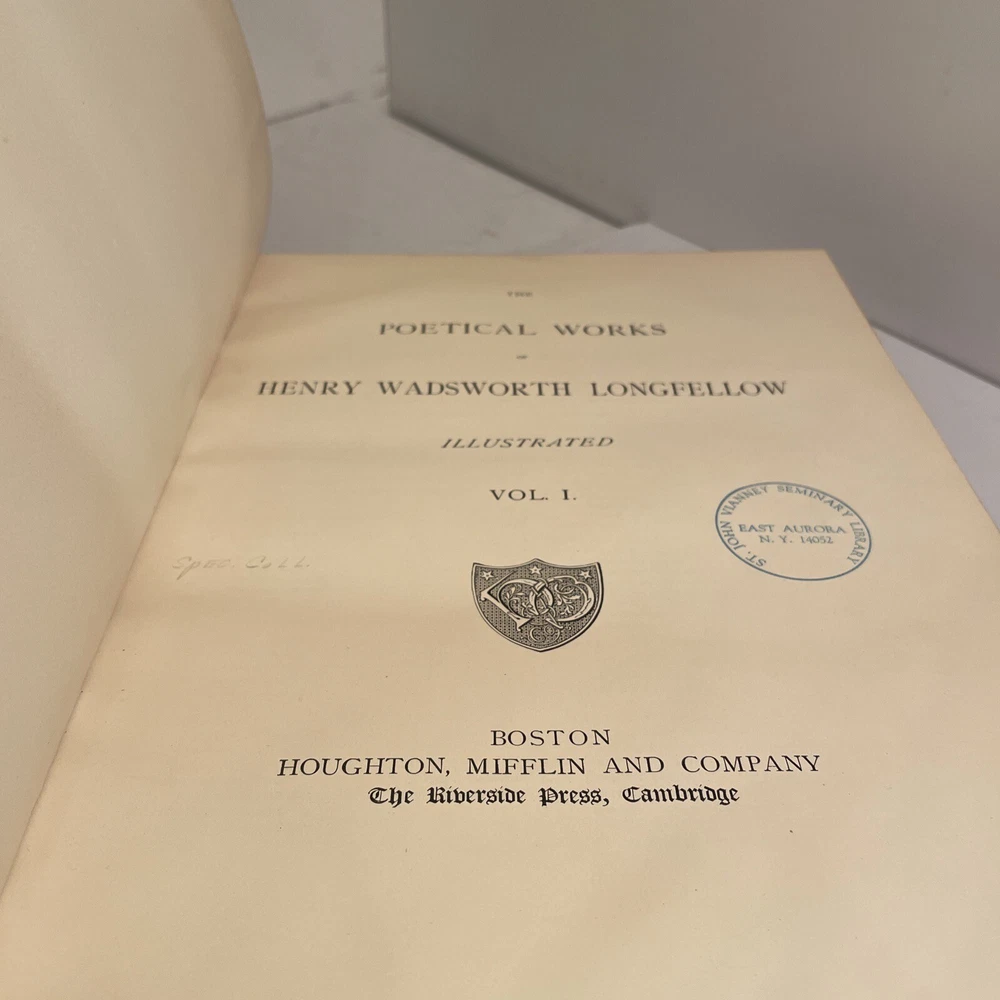 THE
POETICAL WORKS
OF
HENRY WADSWORTH LONGFELLOW
ILLUSTRATED
VOL. I.
ST. JOHN VIANNEY SEMINARY LIBRARY
EAST AURORA
N. Y. 14052
Spec. Coll.
BOSTON
HOUGHTON, MIFFLIN AND COMPANY
The Riverside Press, Cambridge